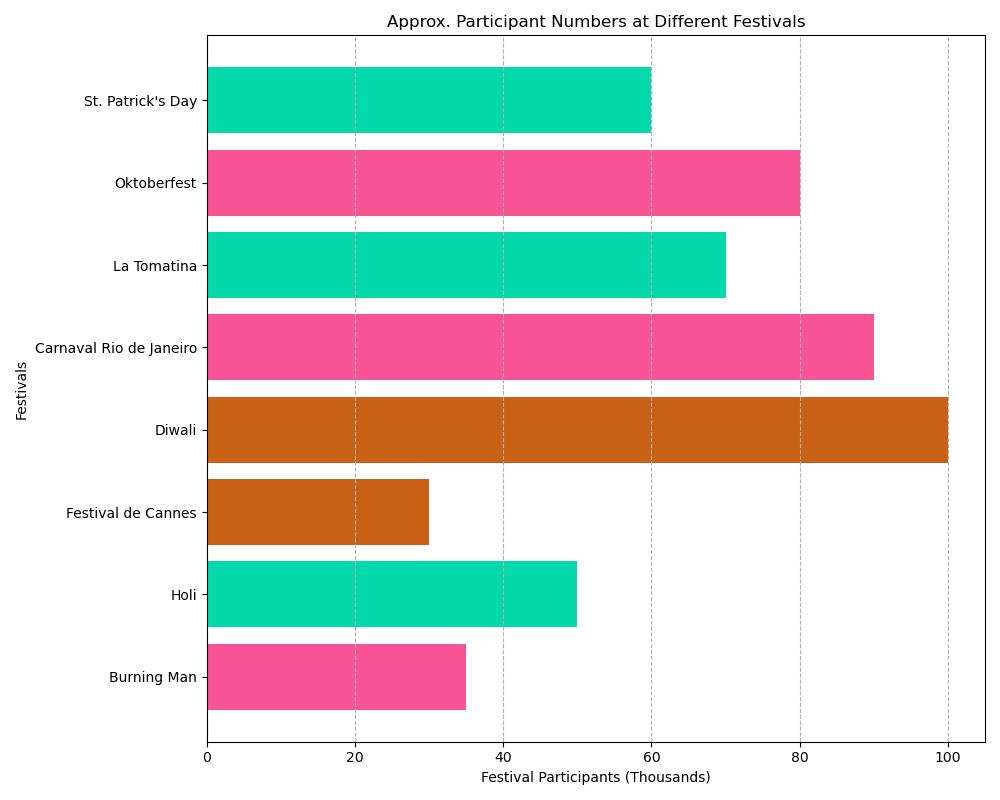 Approx. Participant Numbers at Different Festivals
Festivals
St. Patrick's Day
Oktoberfest
La Tomatina
Carnaval Rio de Janeiro
Diwali
Festival de Cannes
Holi
Burning Man
0 20 40 60 80 100
Festival Participants (Thousands)